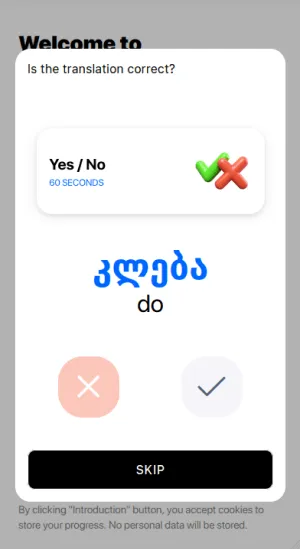 Welcome to
Is the translation correct?
Yes / No
60 SECONDS
კლება
do
SKIP
By clicking "Introduction" button, you accept cookies to
store your progress. No personal data will be stored.